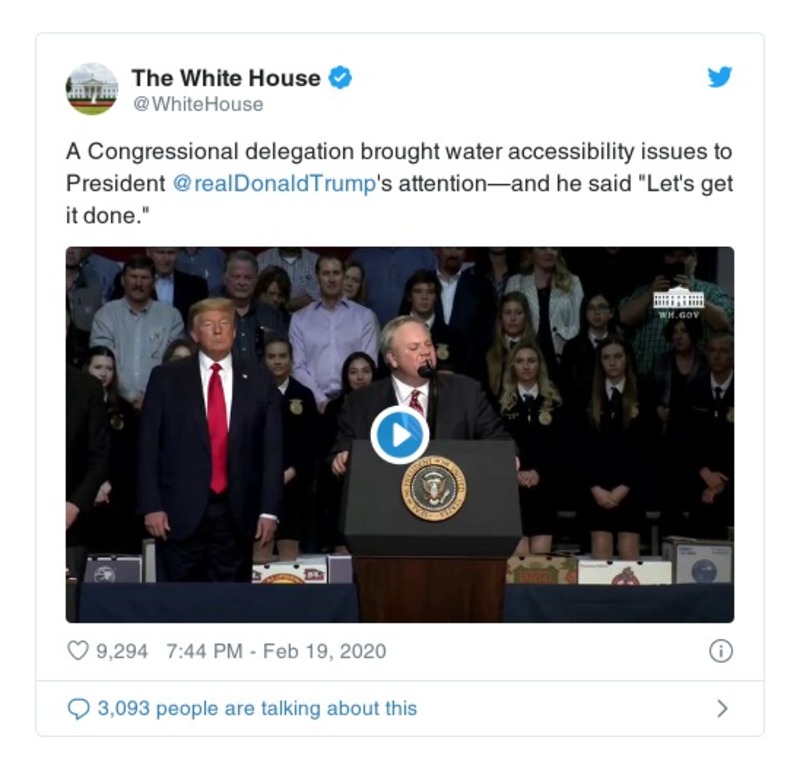 The White House
@WhiteHouse
A Congressional delegation brought water accessibility issues to
President @realDonaldTrump's attention—and he said "Let's get
it done."
WH.GOV
9,294 7:44 PM - Feb 19, 2020
3,093 people are talking about this